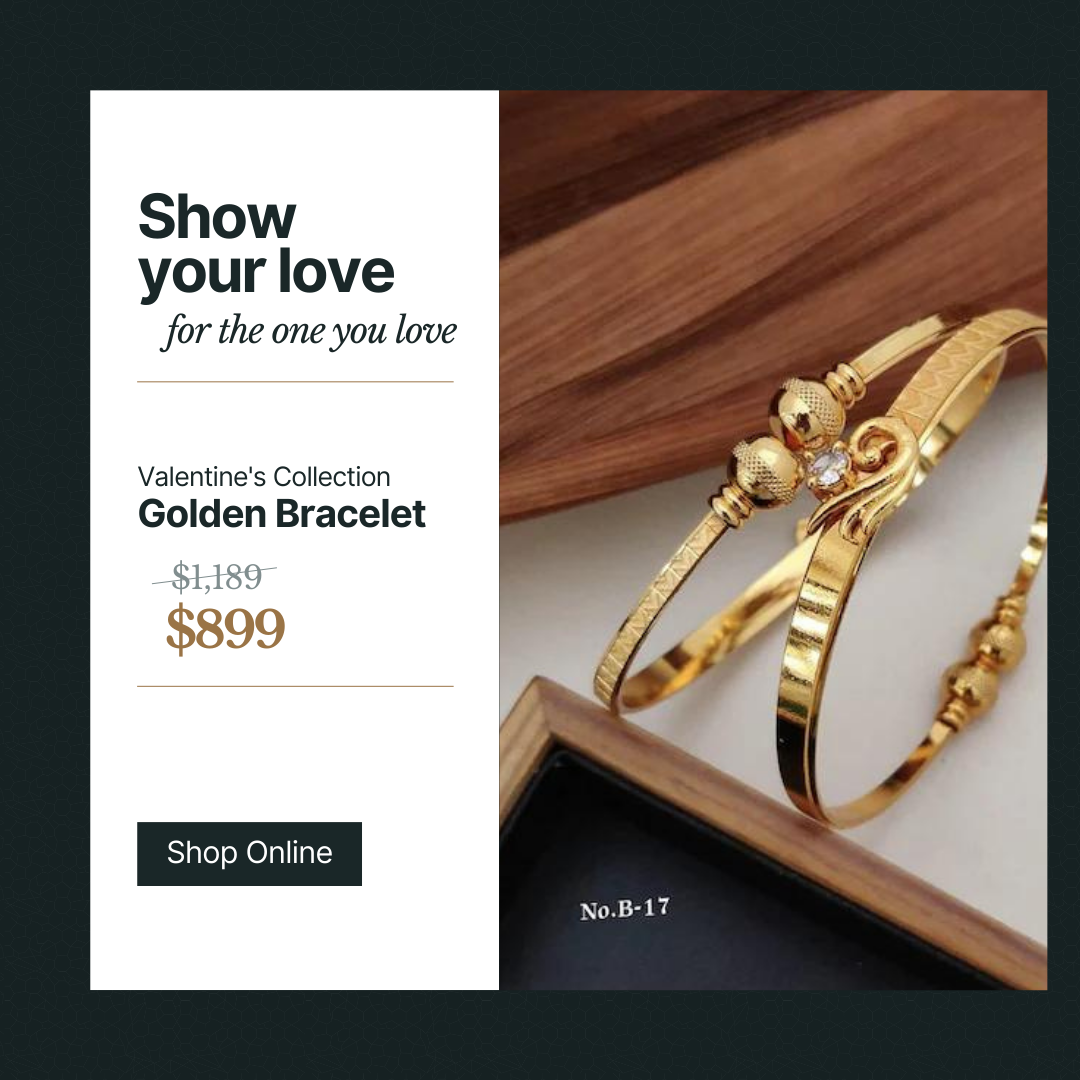 Show
your love
for the one you love
Valentine's Collection
Golden Bracelet
$1,189
$899
Shop Online
No.B-17